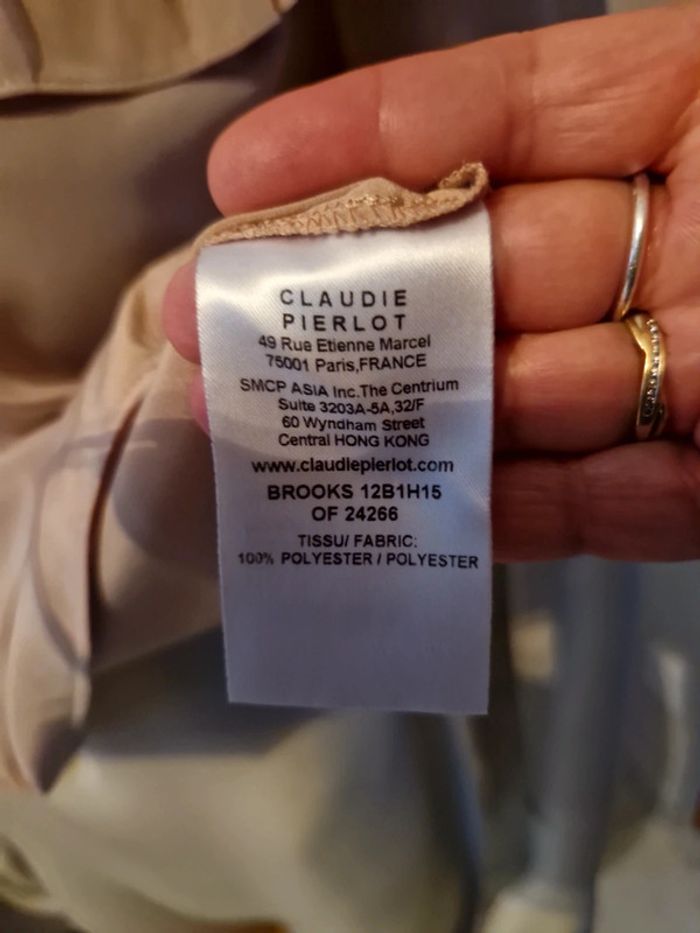 CLAUDIE
PIERLOT
49 Rue Etienne Marcel
75001 Paris,FRANCE
SMCP ASIA Inc.The Centrium
Suite 3203A-5A,32/F
60 Wyndham Street
Central HONG KONG
www.claudiepierlot.com
BROOKS 12B1H15
OF 24266
TISSU/ FABRIC:
100% POLYESTER / POLYESTER